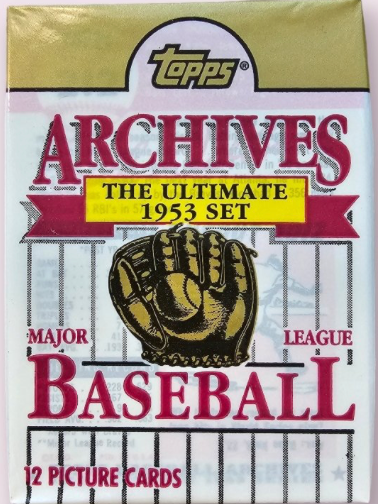 topps®
ARCHIVES
THE ULTIMATE
1953 SET
MAJOR LEAGUE
BASEBALL
12 PICTURE CARDS